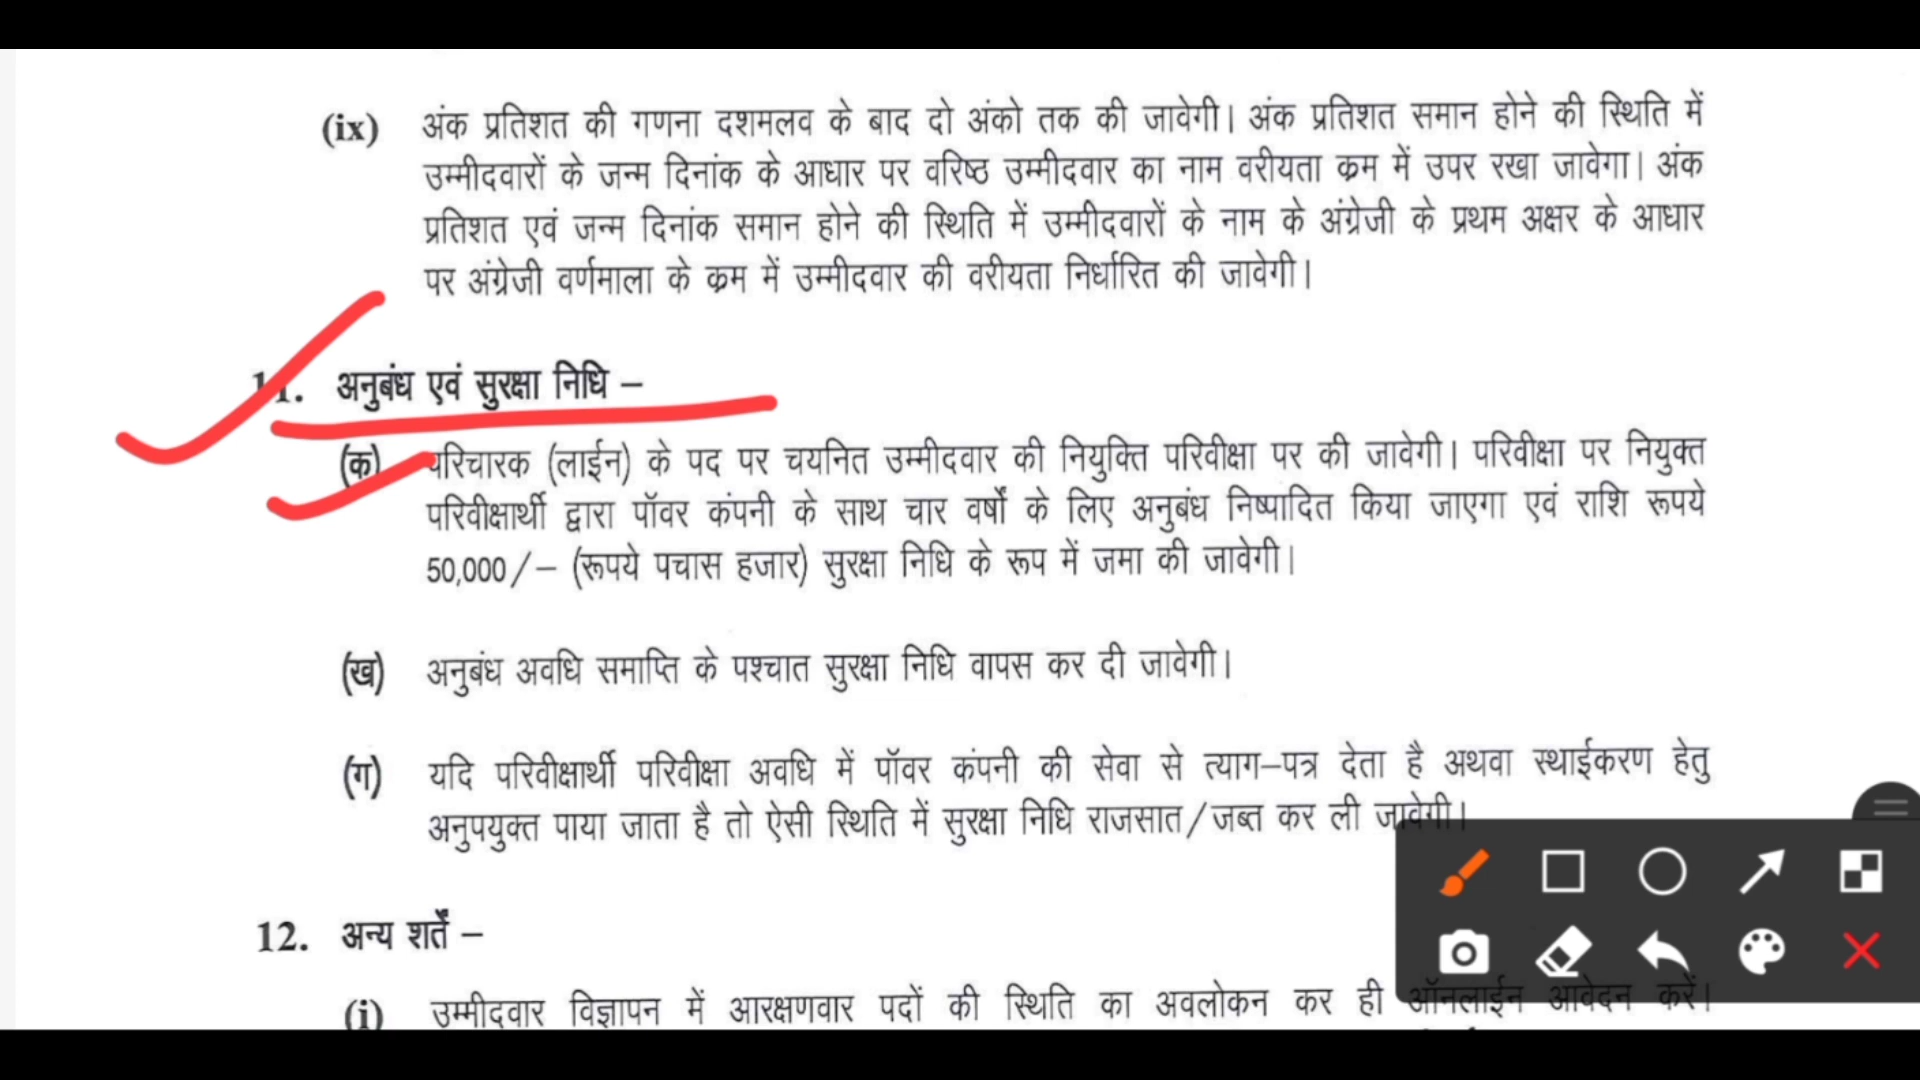 (ix) अंक प्रतिशत की गणना दशमलव के बाद दो अंको तक की जावेगी। अंक प्रतिशत समान होने की स्थिति में
उम्मीदवारों के जन्म दिनांक के आधार पर वरिष्ठ उम्मीदवार का नाम वरीयता क्रम में उपर रखा जावेगा। अंक
प्रतिशत एवं जन्म दिनांक समान होने की स्थिति में उम्मीदवारों के नाम के अंग्रेजी के प्रथम अक्षर के आधार
पर अंग्रेजी वर्णमाला के क्रम में उम्मीदवार की वरीयता निर्धारित की जावेगी।
11. अनुबंध एवं सुरक्षा निधि –
(क) परिचारक (लाईन) के पद पर चयनित उम्मीदवार की नियुक्ति परिवीक्षा पर की जावेगी। परिवीक्षा पर नियुक्त
परिवीक्षार्थी द्वारा पॉवर कंपनी के साथ चार वर्षों के लिए अनुबंध निष्पादित किया जाएगा एवं राशि रूपये
50,000/– (रूपये पचास हजार) सुरक्षा निधि के रूप में जमा की जावेगी।
(ख) अनुबंध अवधि समाप्ति के पश्चात सुरक्षा निधि वापस कर दी जावेगी।
(ग) यदि परिवीक्षार्थी परिवीक्षा अवधि में पॉवर कंपनी की सेवा से त्याग–पत्र देता है अथवा स्थाईकरण हेतु
अनुपयुक्त पाया जाता है तो ऐसी स्थिति में सुरक्षा निधि राजसात/जब्त कर ली जावेगी।
12. अन्य शर्तें –
(i) उम्मीदवार विज्ञापन में आरक्षणवार पदों की स्थिति का अवलोकन कर ही ऑनलाईन आवेदन करें।